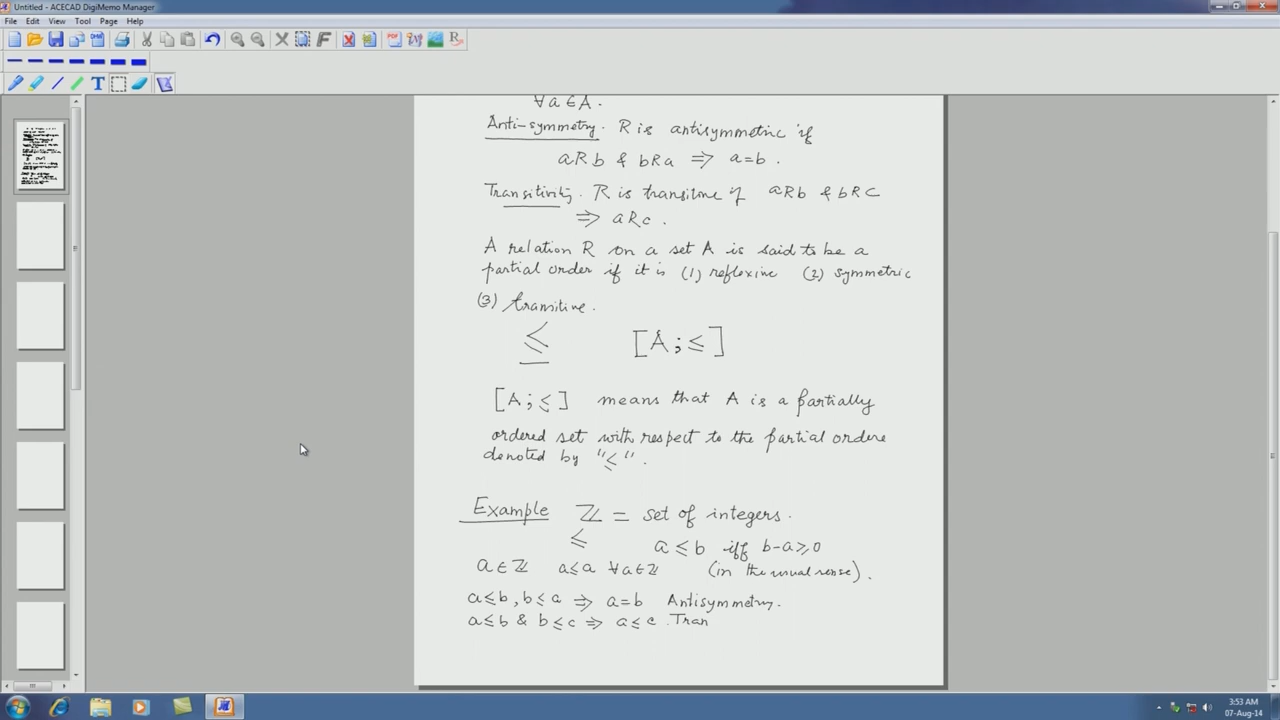 Untitled - ACECAD DigiMemo Manager
File Edit View Tool Page Help
∀ a ∈ A.
Anti-symmetry. R is antisymmetric if
aRb & bRa ⇒ a=b.
Transitivity. R is transitive if aRb & bRc
⇒ aRc.
A relation R on a set A is said to be a
partial order if it is (1) reflexive (2) symmetric
(3) transitive.
≤ [A; ≤]
[A; ≤] means that A is a partially
ordered set with respect to the partial ordere
denoted by "≤".
Example ℤ = set of integers.
≤ a ≤ b iff b-a ≥ 0
a ∈ ℤ a ≤ a ∀ a ∈ ℤ (in the usual sense).
a ≤ b, b ≤ a ⇒ a=b Antisymmetry.
a ≤ b & b ≤ c ⇒ a ≤ c. Tran
3:53 AM
07-Aug-14